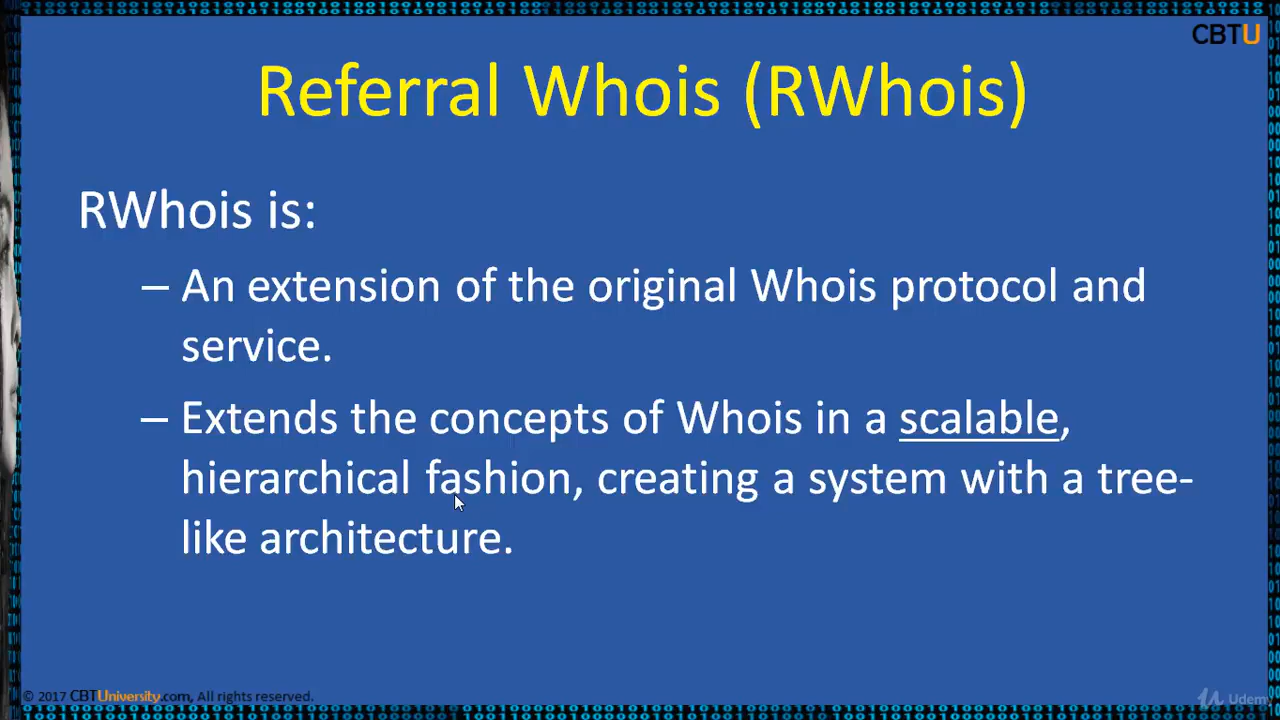 CBTU
Referral Whois (RWhois)
RWhois is:
– An extension of the original Whois protocol and
service.
– Extends the concepts of Whois in a scalable,
hierarchical fashion, creating a system with a tree-
like architecture.
© 2017 CBTUniversity.com, All rights reserved.
Udemy